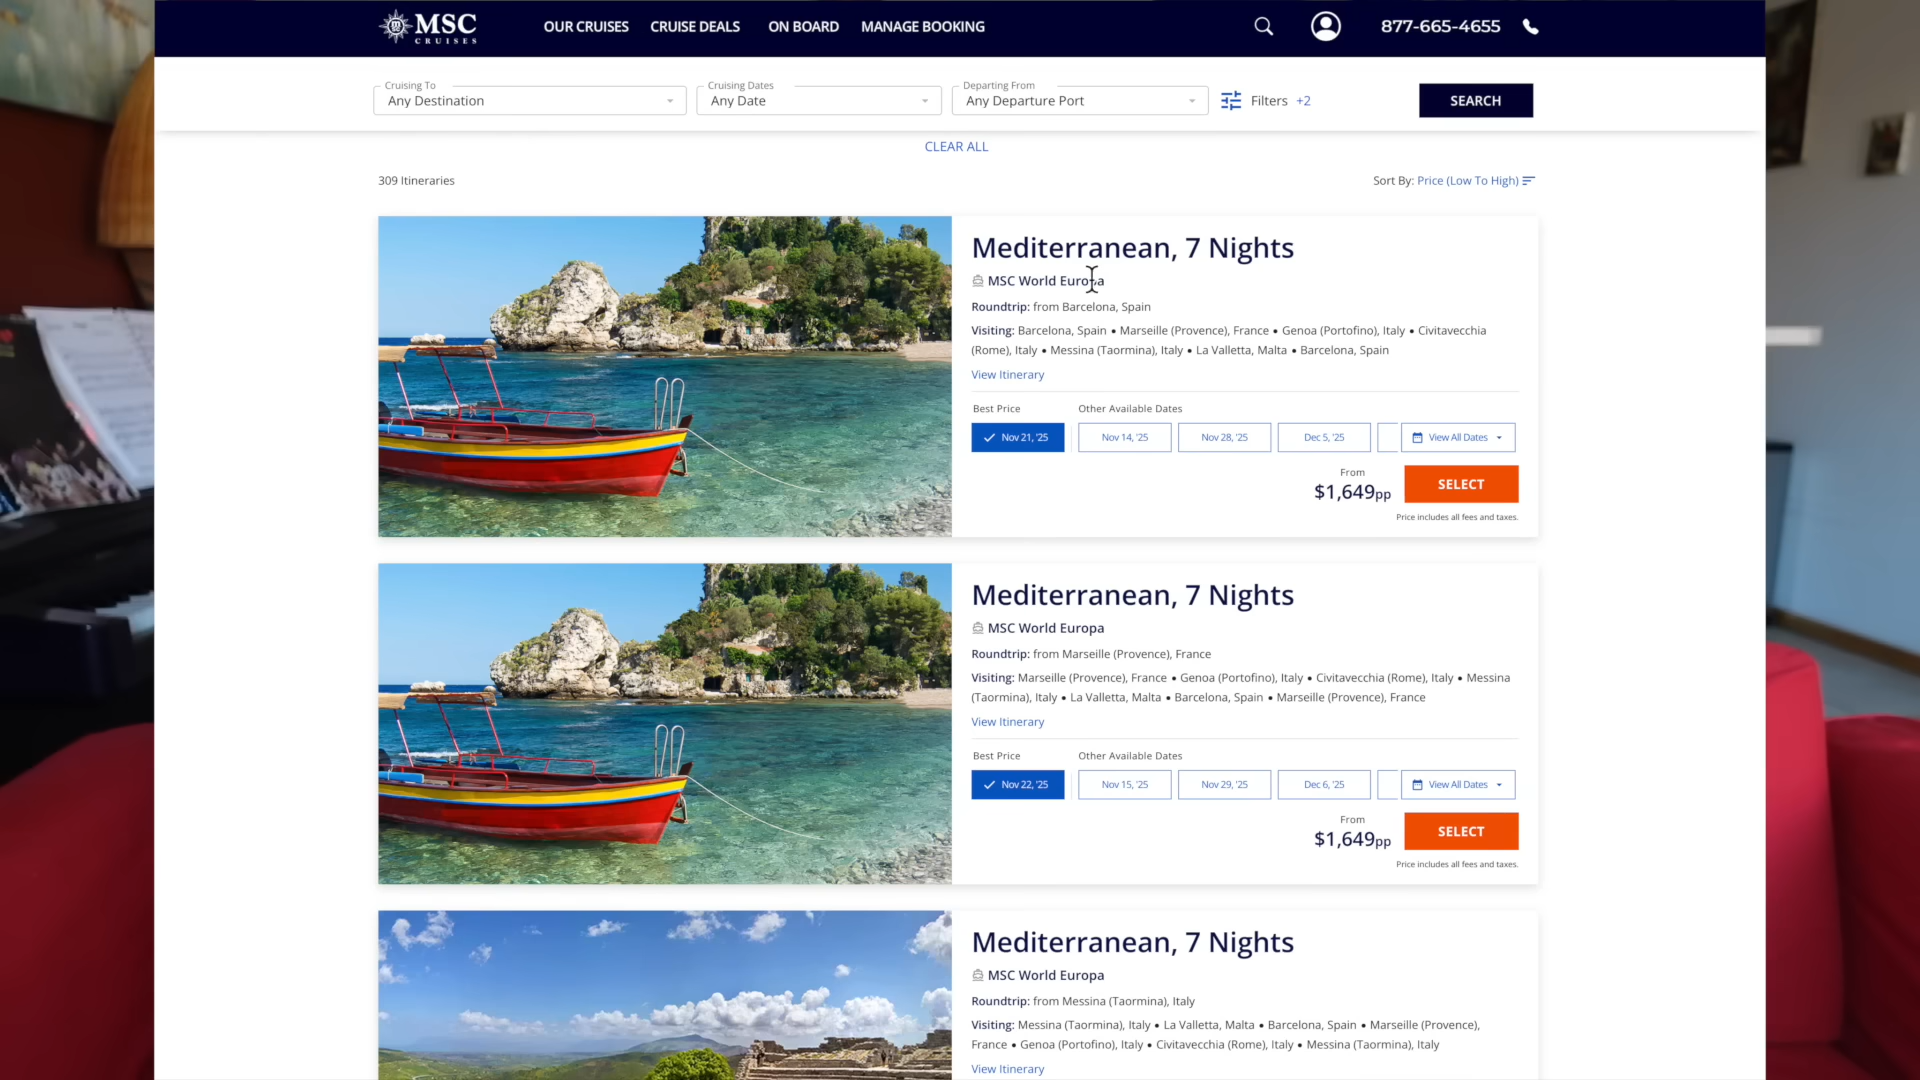 MSC
CRUISES
OUR CRUISES
CRUISE DEALS
ON BOARD
MANAGE BOOKING
877-665-4655
Cruising To
Any Destination
Cruising Dates
Any Date
Departing From
Any Departure Port
Filters +2
SEARCH
CLEAR ALL
309 Itineraries
Sort By: Price (Low To High)
Mediterranean, 7 Nights
MSC World Europa
Roundtrip: from Barcelona, Spain
Visiting: Barcelona, Spain • Marseille (Provence), France • Genoa (Portofino), Italy • Civitavecchia
(Rome), Italy • Messina (Taormina), Italy • La Valletta, Malta • Barcelona, Spain
View Itinerary
Best Price
Other Available Dates
Nov 21, '25
Nov 14, '25
Nov 28, '25
Dec 5, '25
View All Dates
From
$1,649pp
SELECT
Price includes all fees and taxes.
Mediterranean, 7 Nights
MSC World Europa
Roundtrip: from Marseille (Provence), France
Visiting: Marseille (Provence), France • Genoa (Portofino), Italy • Civitavecchia (Rome), Italy • Messina
(Taormina), Italy • La Valletta, Malta • Barcelona, Spain • Marseille (Provence), France
View Itinerary
Best Price
Other Available Dates
Nov 22, '25
Nov 15, '25
Nov 29, '25
Dec 6, '25
View All Dates
From
$1,649pp
SELECT
Price includes all fees and taxes.
Mediterranean, 7 Nights
MSC World Europa
Roundtrip: from Messina (Taormina), Italy
Visiting: Messina (Taormina), Italy • La Valletta, Malta • Barcelona, Spain • Marseille (Provence),
France • Genoa (Portofino), Italy • Civitavecchia (Rome), Italy • Messina (Taormina), Italy
View Itinerary